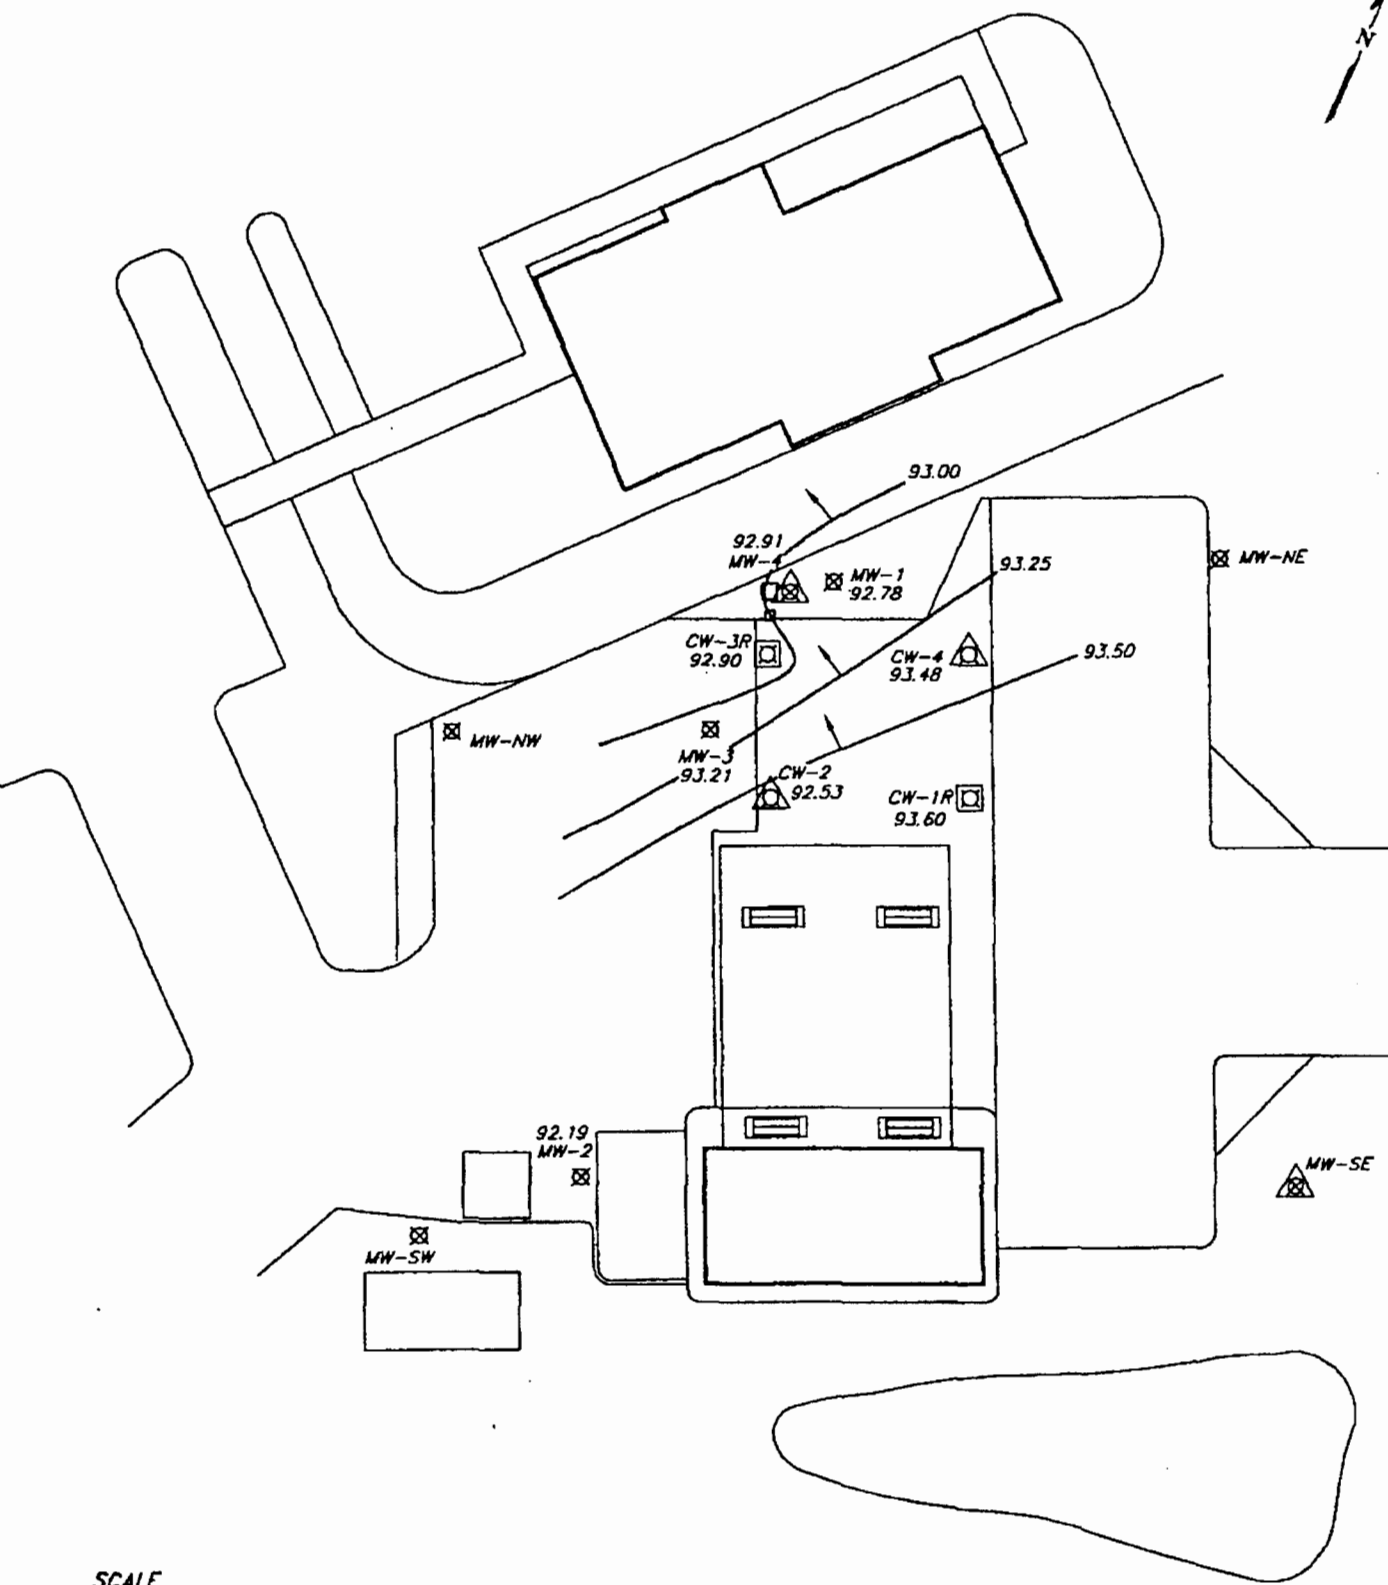 N
93.00
92.91
MW-4
MW-1
92.78
MW-NE
93.25
CW-3R
92.90
CW-4
93.48
93.50
MW-NW
MW-3
93.21
CW-2
92.53
CW-1R
93.60
92.19
MW-2
MW-SE
MW-SW
SCALE